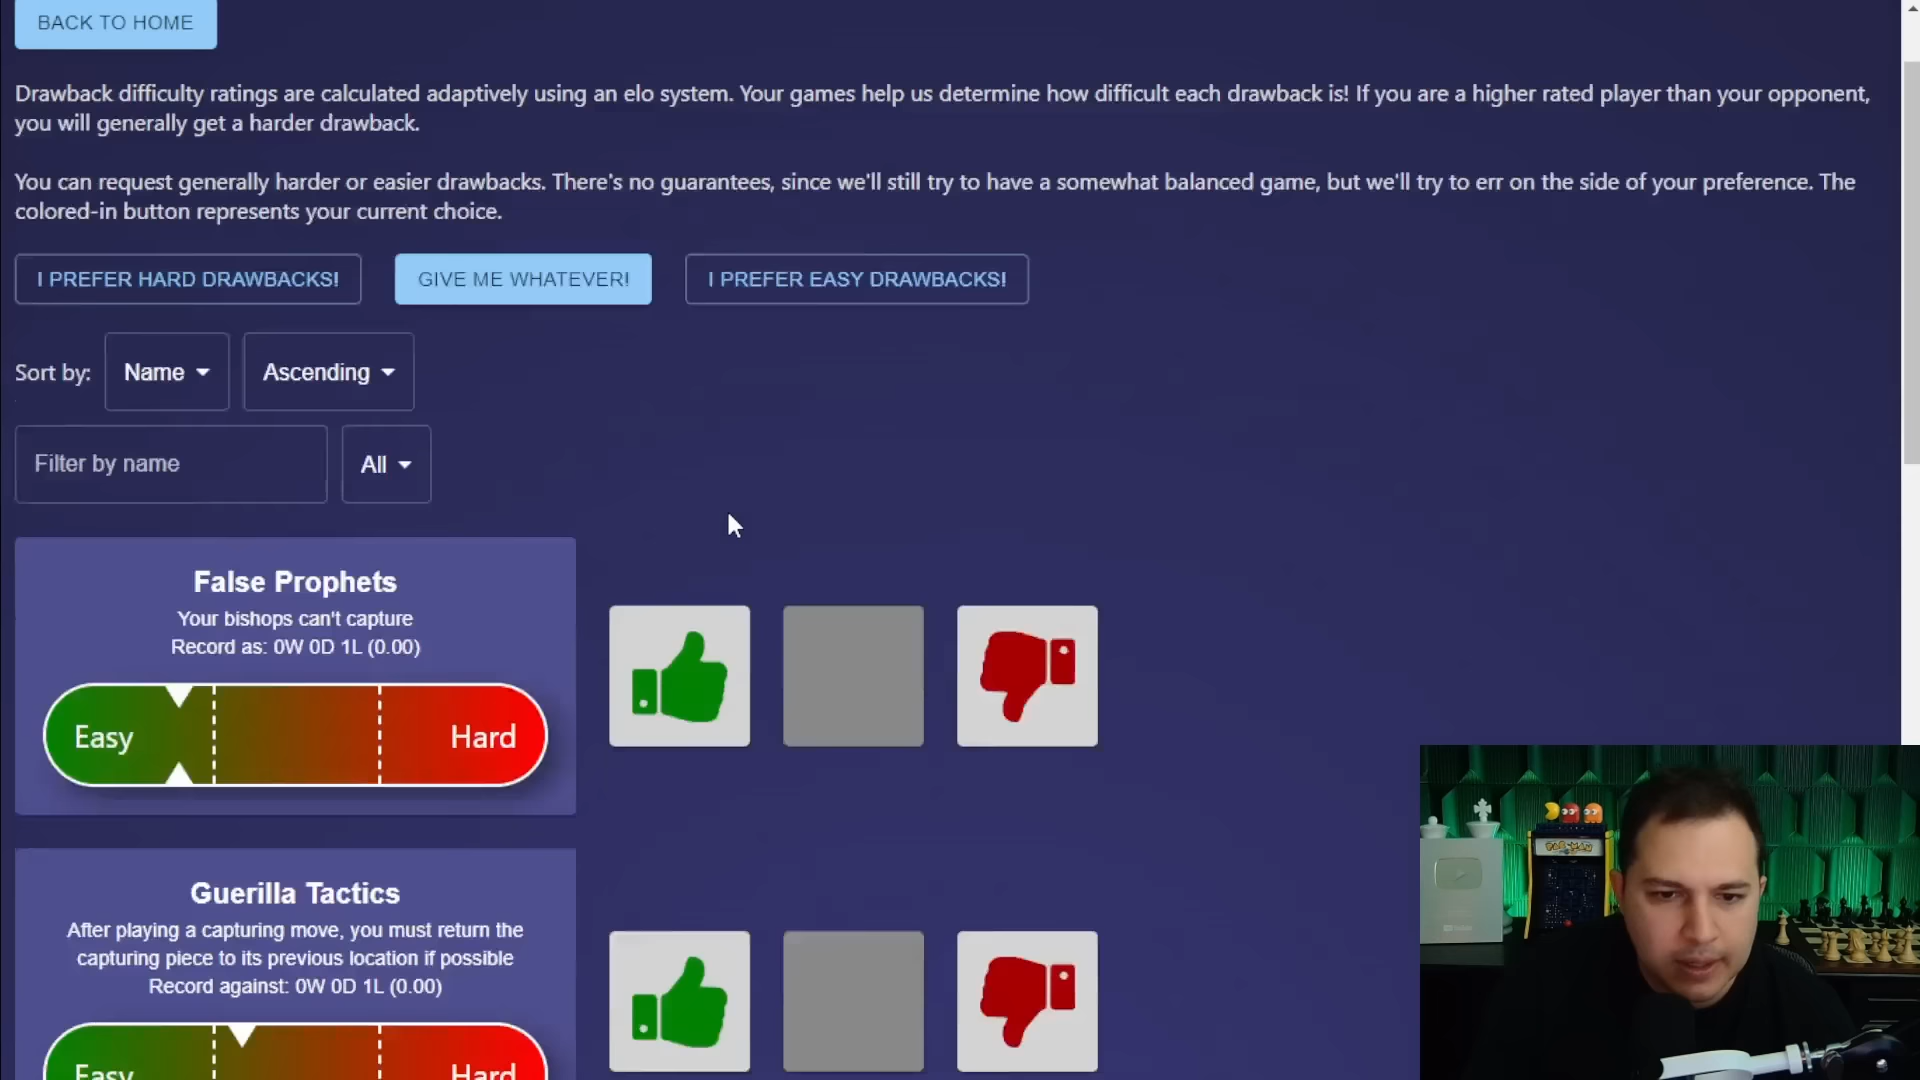 BACK TO HOME
Drawback difficulty ratings are calculated adaptively using an elo system. Your games help us determine how difficult each drawback is! If you are a higher rated player than your opponent,
you will generally get a harder drawback.
You can request generally harder or easier drawbacks. There's no guarantees, since we'll still try to have a somewhat balanced game, but we'll try to err on the side of your preference. The
colored-in button represents your current choice.
I PREFER HARD DRAWBACKS!
GIVE ME WHATEVER!
I PREFER EASY DRAWBACKS!
Sort by:
Name
Ascending
Filter by name
All
False Prophets
Your bishops can't capture
Record as: 0W 0D 1L (0.00)
Easy
Hard
Guerilla Tactics
After playing a capturing move, you must return the
capturing piece to its previous location if possible
Record against: 0W 0D 1L (0.00)
Easy
Hard
PAC-MAN